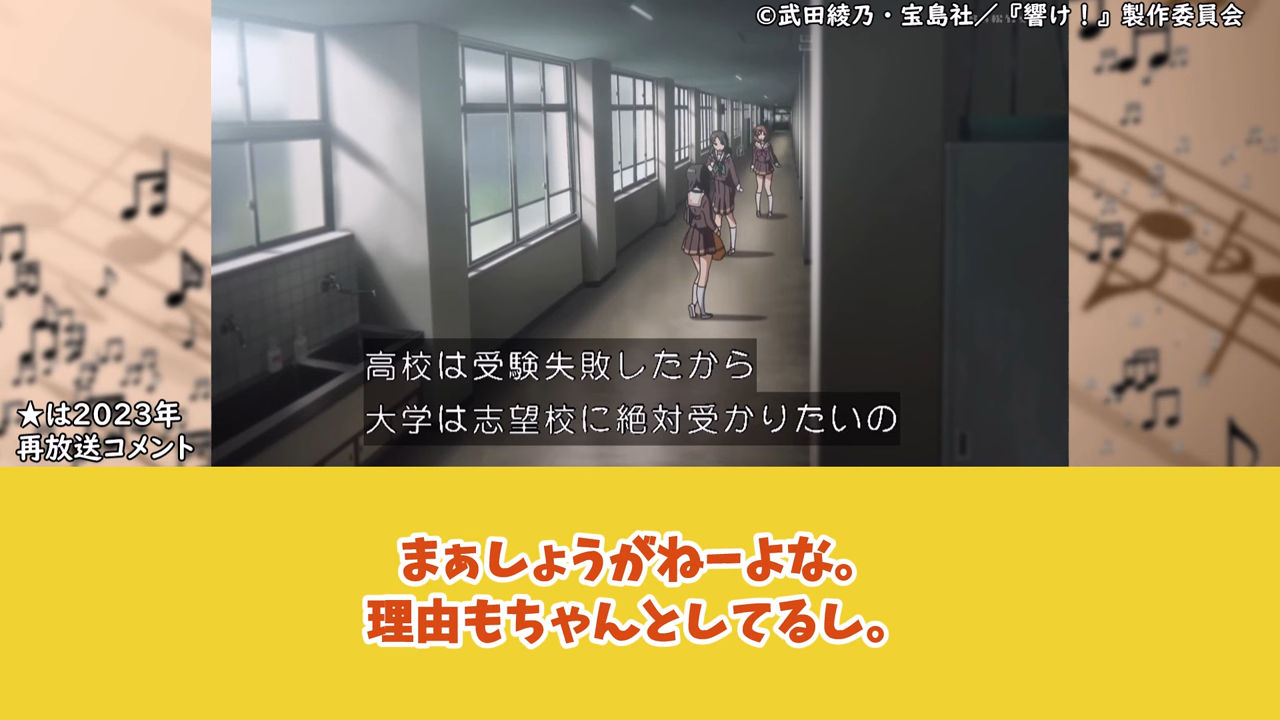 ©武田綾乃・宝島社／『響け！』製作委員会
高校は受験失敗したから
大学は志望校に絶対受かりたいの
★は2023年
再放送コメント
まぁしょうがねーよな。
理由もちゃんとしてるし。